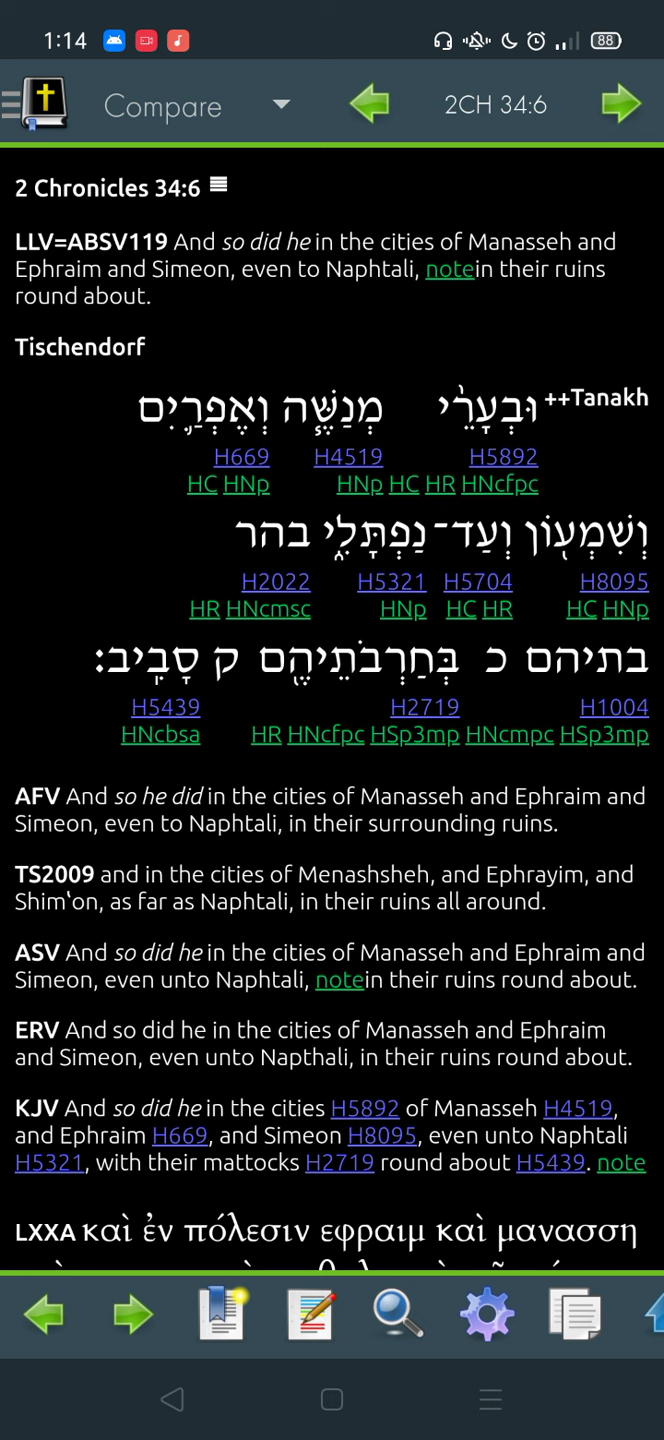 1:14
88
Compare
2CH 34:6
2 Chronicles 34:6
LLV=ABSV119 And so did he in the cities of Manasseh and
Ephraim and Simeon, even to Naphtali, notein their ruins
round about.
Tischendorf
++Tanakh וּבְעָרֵ֨י מְנַשֶּׁ֧ה וְאֶפְרַ֛יִם
H669 H4519 H5892
HC HNp HNp HC HR HNcfpc
וְשִׁמְע֖וֹן וְעַד־ נַפְתָּלִ֑י בהר
H2022 H5321 H5704 H8095
HR HNcmsc HNp HC HR HC HNp
בתיהם כ בְּחַרְבֹתֵיהֶ֖ם ק סָבִֽיב׃
H5439 H2719 H1004
HNcbsa HR HNcfpc HSp3mp HNcmpc HSp3mp
AFV And so he did in the cities of Manasseh and Ephraim and
Simeon, even to Naphtali, in their surrounding ruins.
TS2009 and in the cities of Menashsheh, and Ephrayim, and
Shimʽon, as far as Naphtali, in their ruins all around.
ASV And so did he in the cities of Manasseh and Ephraim and
Simeon, even unto Naphtali, notein their ruins round about.
ERV And so did he in the cities of Manasseh and Ephraim
and Simeon, even unto Napthali, in their ruins round about.
KJV And so did he in the cities H5892 of Manasseh H4519,
and Ephraim H669, and Simeon H8095, even unto Naphtali
H5321, with their mattocks H2719 round about H5439. note
LXXA καὶ ἐν πόλεσιν εφραιμ καὶ μανασση